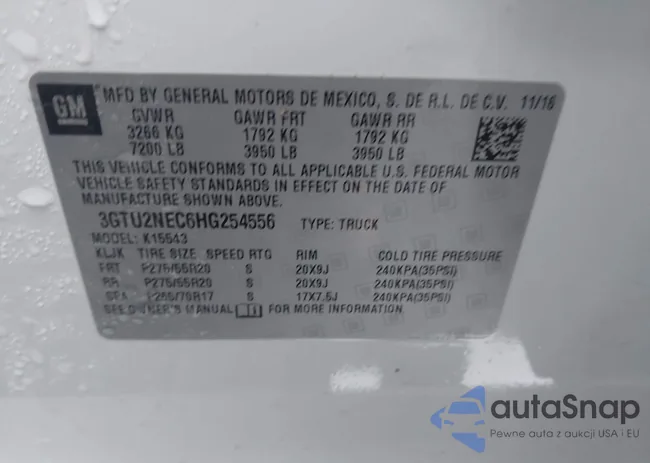 GM
MFD BY GENERAL MOTORS DE MEXICO, S. DE R.L. DE C.V. 11/16
GVWR GAWR FRT GAWR RR
3266 KG 1792 KG 1792 KG
7200 LB 3950 LB 3950 LB
THIS VEHICLE CONFORMS TO ALL APPLICABLE U.S. FEDERAL MOTOR
VEHICLE SAFETY STANDARDS IN EFFECT ON THE DATE OF
MANUFACTURE SHOWN ABOVE.
3GTU2NEC6HG254556 TYPE: TRUCK
MODEL: K15543
KLJK TIRE SIZE SPEED RTG RIM COLD TIRE PRESSURE
FRT P275/55R20 S 20X9J 240KPA(35PSI)
RR P275/55R20 S 20X9J 240KPA(35PSI)
SPA P265/70R17 S 17X7.5J 240KPA(35PSI)
SEE OWNER'S MANUAL FOR MORE INFORMATION
autaSnap
Pewne auta z aukcji USA i EU